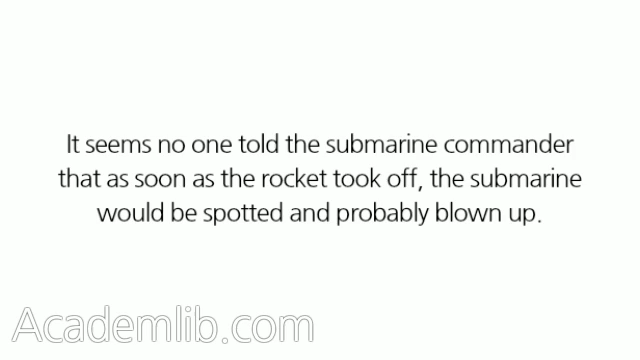 It seems no one told the submarine commander
that as soon as the rocket took off, the submarine
would be spotted and probably blown up.
Academlib.com